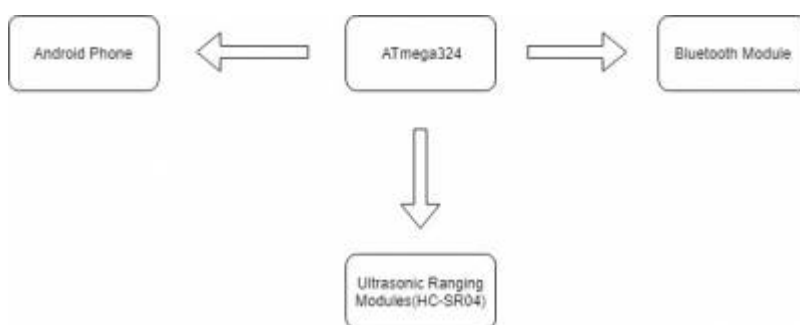 Android Phone
ATmega324
Bluetooth Module
Ultrasonic Ranging
Modules(HC-SR04)